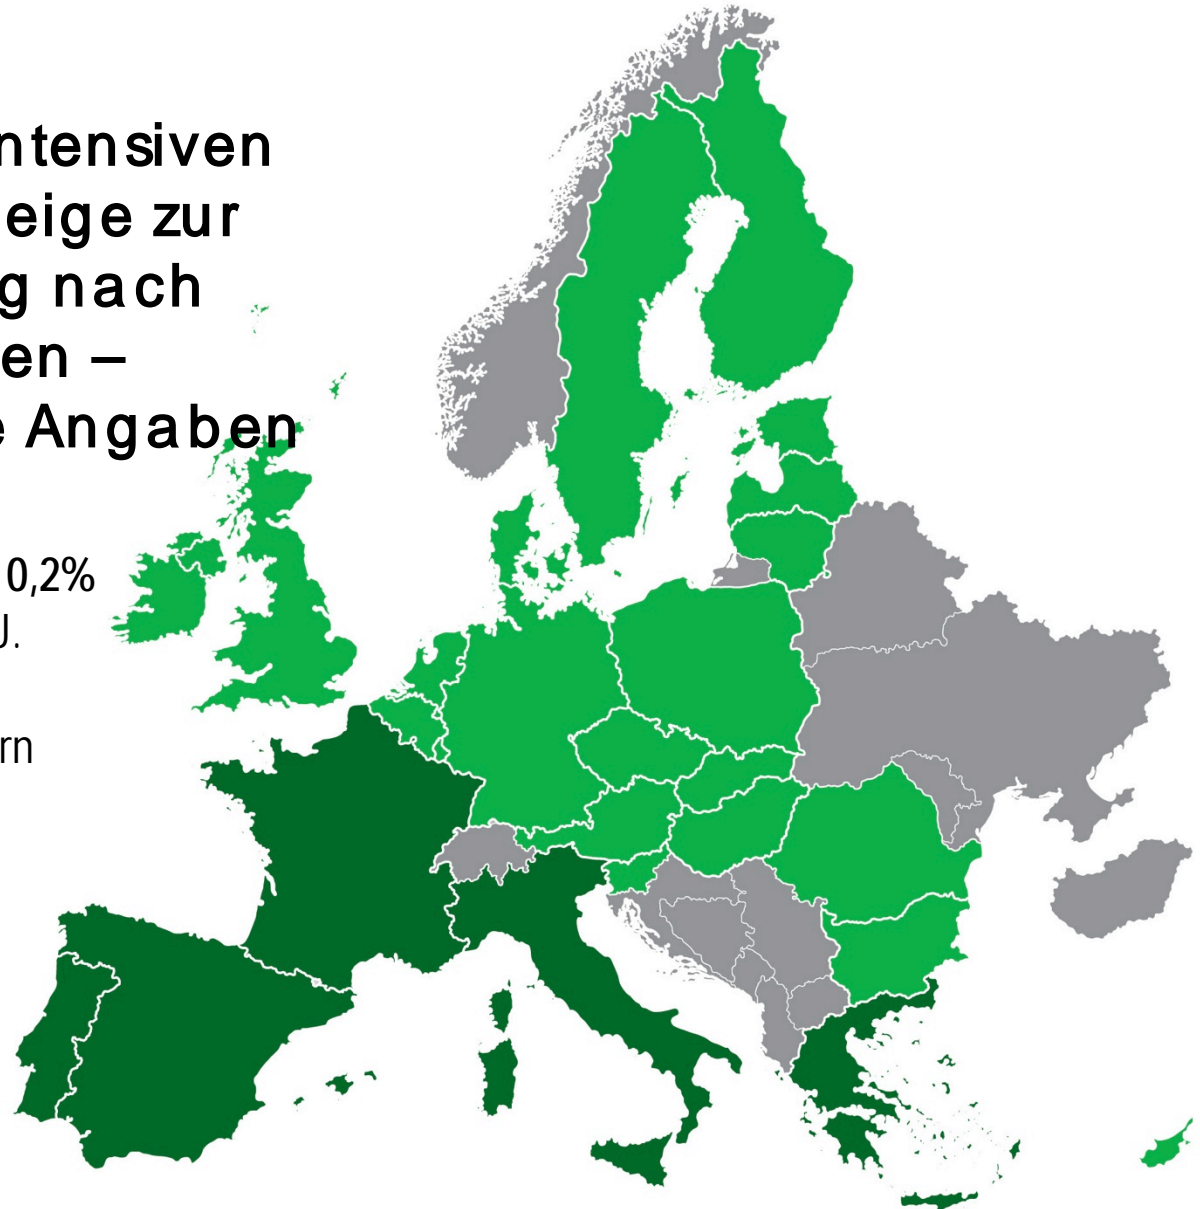 ntensiven
eige zur
g nach
en –
e Angaben
0,2%
J.
rn